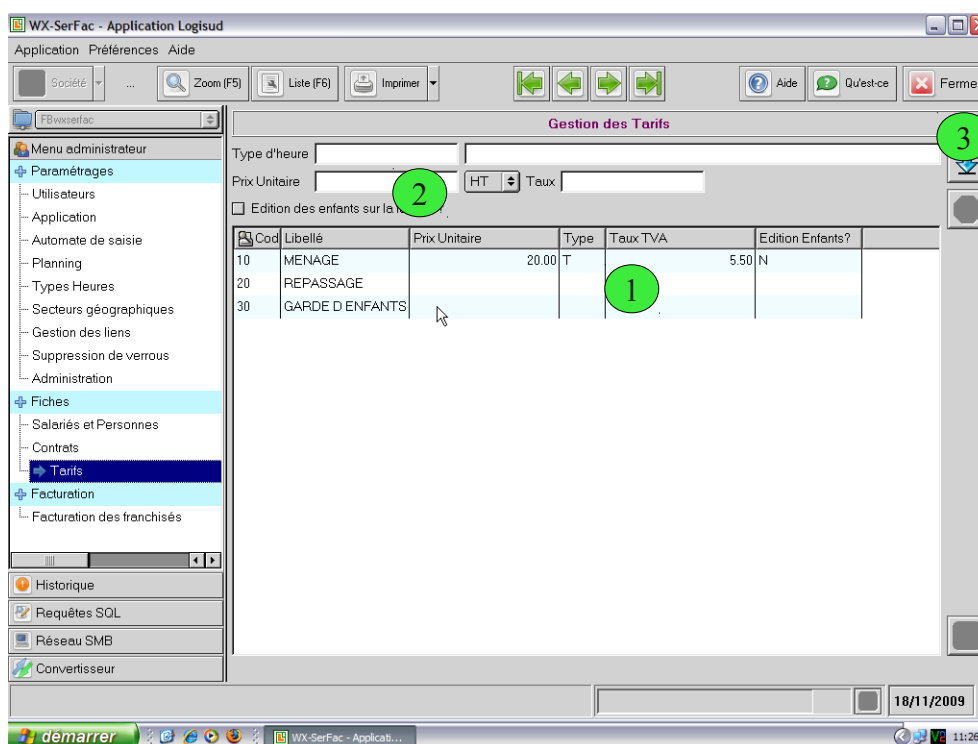 WX-SerFac - Application Logisud
Application Préférences Aide
Société ... Zoom (F5) Liste (F6) Imprimer Aide Qu'est-ce Ferme
FBwxserfac
Gestion des Tarifs
3
Menu administrateur
Type d'heure
Paramétrages
Prix Unitaire HT Taux
2
Utilisateurs
Edition des enfants sur la
Application
Cod Libellé Prix Unitaire Type Taux TVA Edition Enfants?
Automate de saisie
10 MENAGE 20.00 T 5.50 N
Planning
20 REPASSAGE
1
Types Heures
30 GARDE D ENFANTS
Secteurs géographiques
Gestion des liens
Suppression de verrous
Administration
Fiches
Salariés et Personnes
Contrats
Tarifs
Facturation
Facturation des franchisés
Historique
Requêtes SQL
Réseau SMB
Convertisseur
18/11/2009
démarrer WX-SerFac - Applicati... 11:26